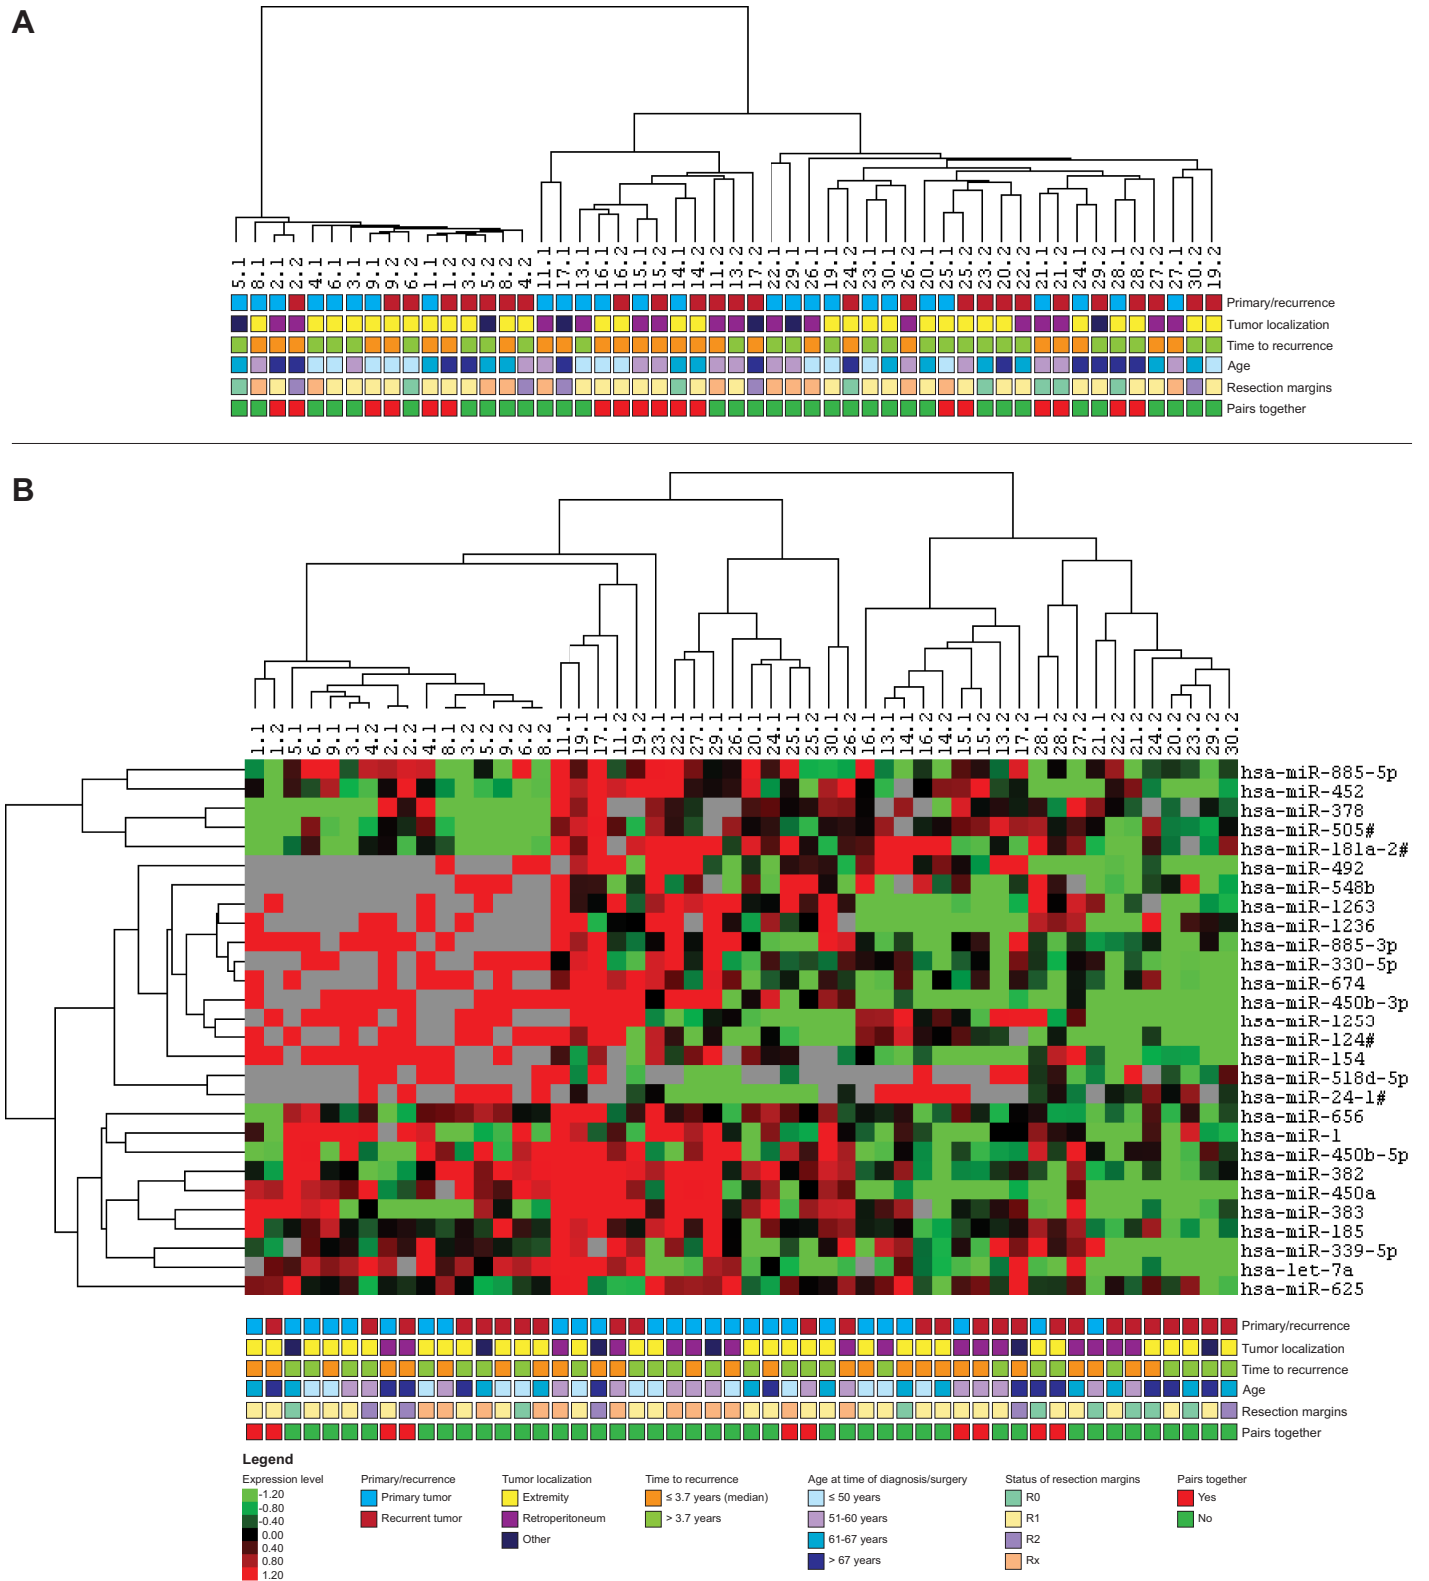 A
5.1 8.1 2.1 2.2 4.1 6.1 3.1 9.1 9.2 6.2 1.1 1.2 3.2 5.2 8.2 4.2 11.1 17.1 13.1 16.1 16.2 15.1 15.2 14.1 14.2 11.2 13.2 17.2 22.1 29.1 26.1 19.1 24.2 23.1 30.1 26.2 20.1 25.1 25.2 23.2 20.2 22.2 21.1 21.2 24.1 29.2 28.1 28.2 27.2 27.1 30.2 19.2
Primary/recurrence
Tumor localization
Time to recurrence
Age
Resection margins
Pairs together
B
1.1 1.2 5.1 6.1 9.1 3.1 4.2 2.1 2.2 4.1 8.1 3.2 5.2 9.2 6.2 8.2 11.1 19.1 17.1 11.2 19.2 23.1 22.1 27.1 29.1 26.1 20.1 24.1 25.1 25.2 30.1 26.2 16.1 13.1 14.1 16.2 14.2 15.1 15.2 13.2 17.2 28.1 28.2 27.2 21.1 22.2 21.2 24.2 20.2 23.2 29.2 30.2
hsa-miR-885-5p
hsa-miR-452
hsa-miR-378
hsa-miR-505#
hsa-miR-181a-2#
hsa-miR-492
hsa-miR-548b
hsa-miR-1263
hsa-miR-1236
hsa-miR-885-3p
hsa-miR-330-5p
hsa-miR-674
hsa-miR-450b-3p
hsa-miR-1253
hsa-miR-124#
hsa-miR-154
hsa-miR-518d-5p
hsa-miR-24-1#
hsa-miR-656
hsa-miR-1
hsa-miR-450b-5p
hsa-miR-382
hsa-miR-450a
hsa-miR-383
hsa-miR-185
hsa-miR-339-5p
hsa-let-7a
hsa-miR-625
Primary/recurrence
Tumor localization
Time to recurrence
Age
Resection margins
Pairs together
Legend
Expression level
-1.20
-0.80
-0.40
0.00
0.40
0.80
1.20
Primary/recurrence
Primary tumor
Recurrent tumor
Tumor localization
Extremity
Retroperitoneum
Other
Time to recurrence
≤ 3.7 years (median)
> 3.7 years
Age at time of diagnosis/surgery
≤ 50 years
51-60 years
61-67 years
> 67 years
Status of resection margins
R0
R1
R2
Rx
Pairs together
Yes
No